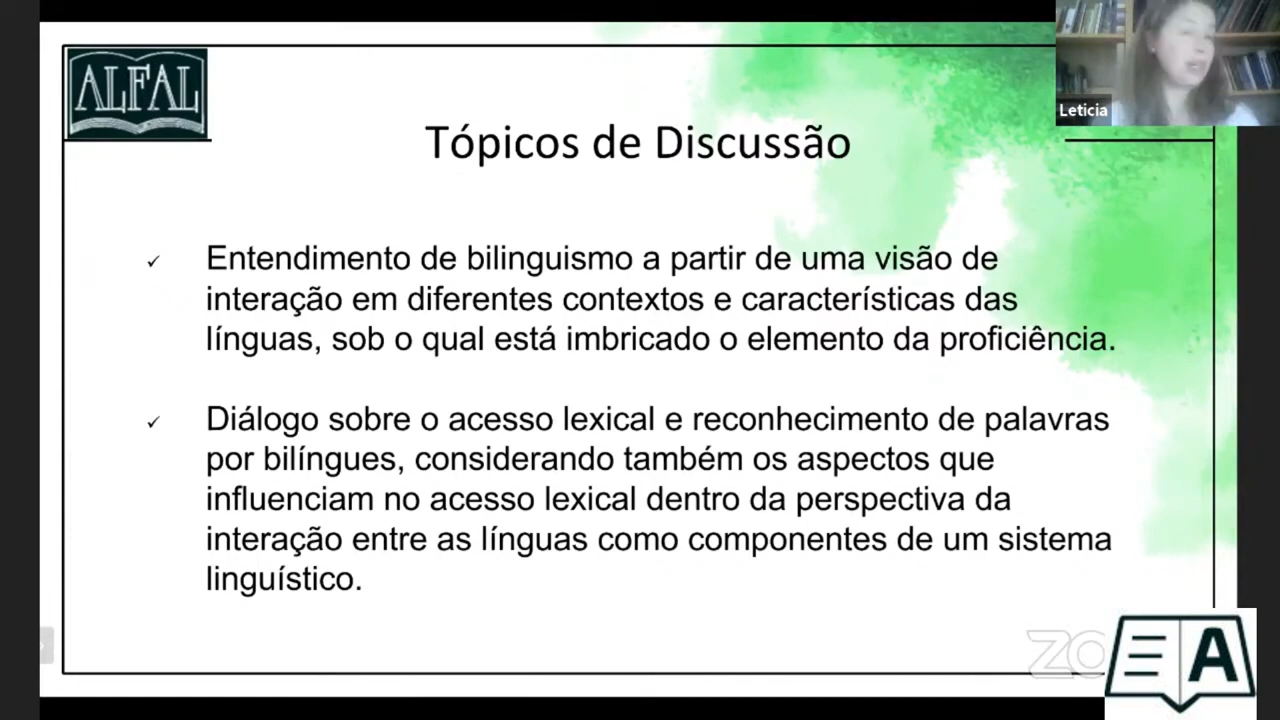 ALFAL
Leticia
Tópicos de Discussão
✓ Entendimento de bilinguismo a partir de uma visão de
interação em diferentes contextos e características das
línguas, sob o qual está imbricado o elemento da proficiência.
✓ Diálogo sobre o acesso lexical e reconhecimento de palavras
por bilíngues, considerando também os aspectos que
influenciam no acesso lexical dentro da perspectiva da
interação entre as línguas como componentes de um sistema
linguístico.
A